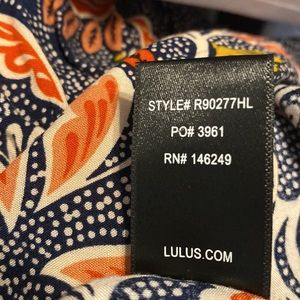 STYLE# R90277HL
PO# 3961
RN# 146249
LULUS.COM